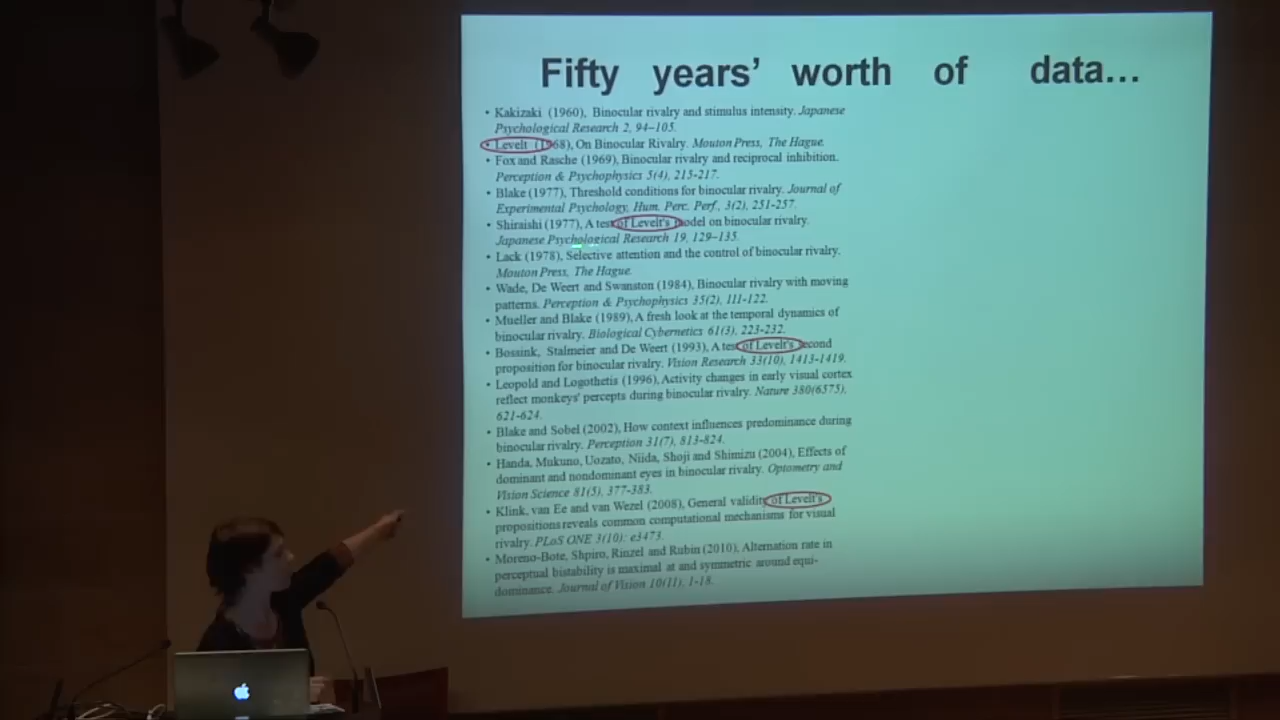 Fifty years' worth of data...
• Kakizaki (1960), Binocular rivalry and stimulus intensity. Japanese
Psychological Research 2, 94–105.
• Levelt (1968), On Binocular Rivalry. Mouton Press, The Hague.
• Fox and Rasche (1969), Binocular rivalry and reciprocal inhibition.
Perception & Psychophysics 5(4), 215-217.
• Blake (1977), Threshold conditions for binocular rivalry. Journal of
Experimental Psychology, Hum. Perc. Perf., 3(2), 251-257.
• Shiraishi (1977), A test of Levelt's model on binocular rivalry.
Japanese Psychological Research 19, 129–135.
• Lack (1978), Selective attention and the control of binocular rivalry.
Mouton Press, The Hague.
• Wade, De Weert and Swanston (1984), Binocular rivalry with moving
patterns. Perception & Psychophysics 35(2), 111-122.
• Mueller and Blake (1989), A fresh look at the temporal dynamics of
binocular rivalry. Biological Cybernetics 61(3), 223-232.
• Bossink, Stalmeier and De Weert (1993), A test of Levelt's second
proposition for binocular rivalry. Vision Research 33(10), 1413-1419.
• Leopold and Logothetis (1996), Activity changes in early visual cortex
reflect monkeys' percepts during binocular rivalry. Nature 380(6575),
621-624.
• Blake and Sobel (2002), How context influences predominance during
binocular rivalry. Perception 31(7), 813-824.
• Handa, Mukuno, Uozato, Niida, Shoji and Shimizu (2004), Effects of
dominant and nondominant eyes in binocular rivalry. Optometry and
Vision Science 81(5), 377-383.
• Klink, van Ee and van Wezel (2008), General validity of Levelt's
propositions reveals common computational mechanisms for visual
rivalry. PLoS ONE 3(10): e3473.
• Moreno-Bote, Shpiro, Rinzel and Rubin (2010), Alternation rate in
perceptual bistability is maximal at and symmetric around equi-
dominance. Journal of Vision 10(11), 1-18.